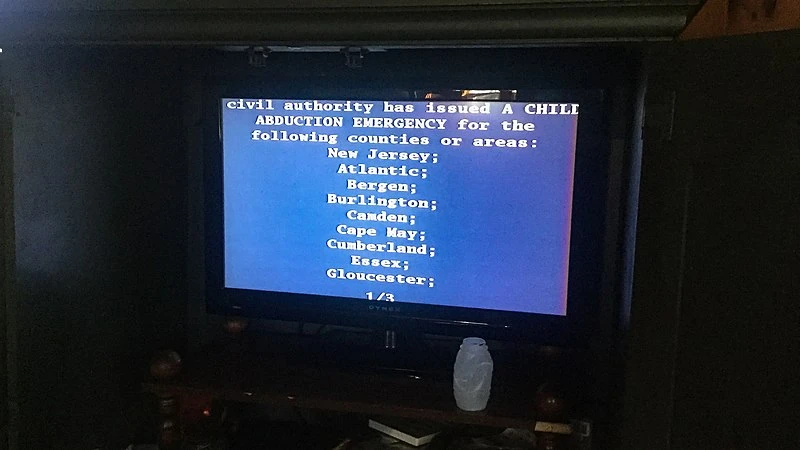 civil authority has issued A CHILD
ABDUCTION EMERGENCY for the
following counties or areas:
New Jersey;
Atlantic;
Bergen;
Burlington;
Camden;
Cape May;
Cumberland;
Essex;
Gloucester;
1/3
DYNEX